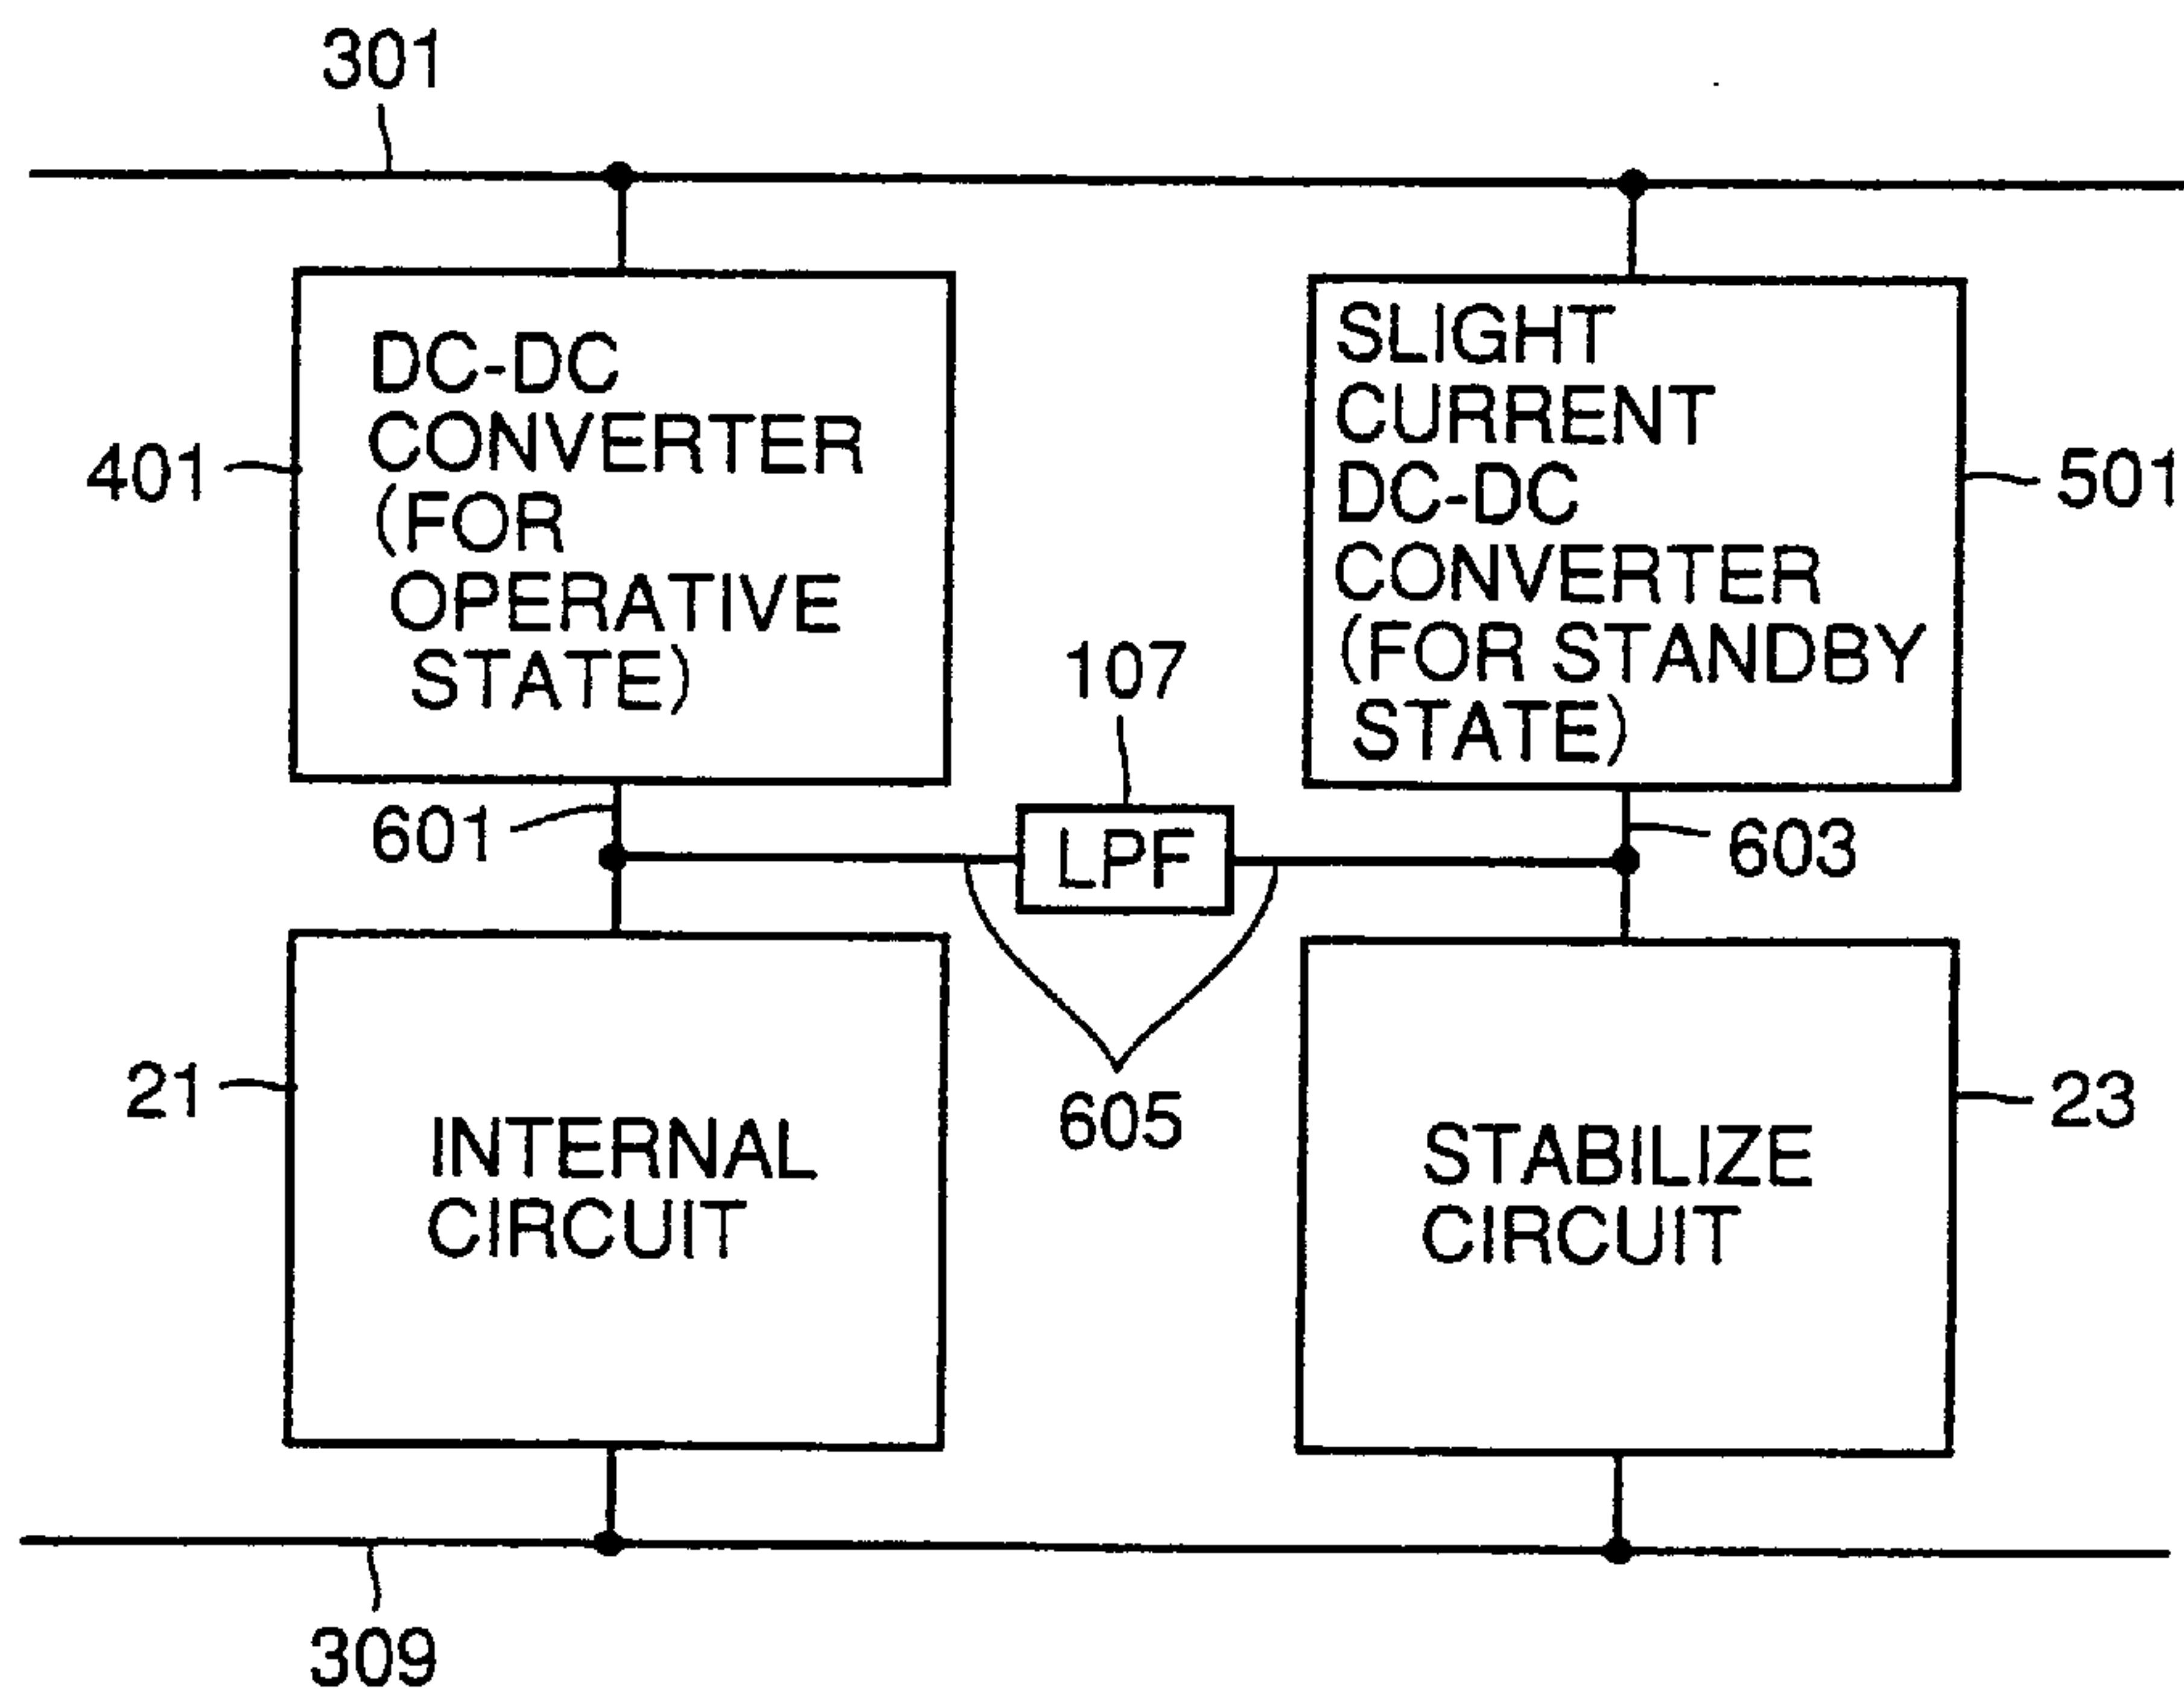 301
DC-DC
CONVERTER
(FOR
OPERATIVE
STATE)
401
SLIGHT
CURRENT
DC-DC
CONVERTER
(FOR STANDBY
STATE)
501
107
601
LPF
603
21
INTERNAL
CIRCUIT
605
STABILIZE
CIRCUIT
23
309